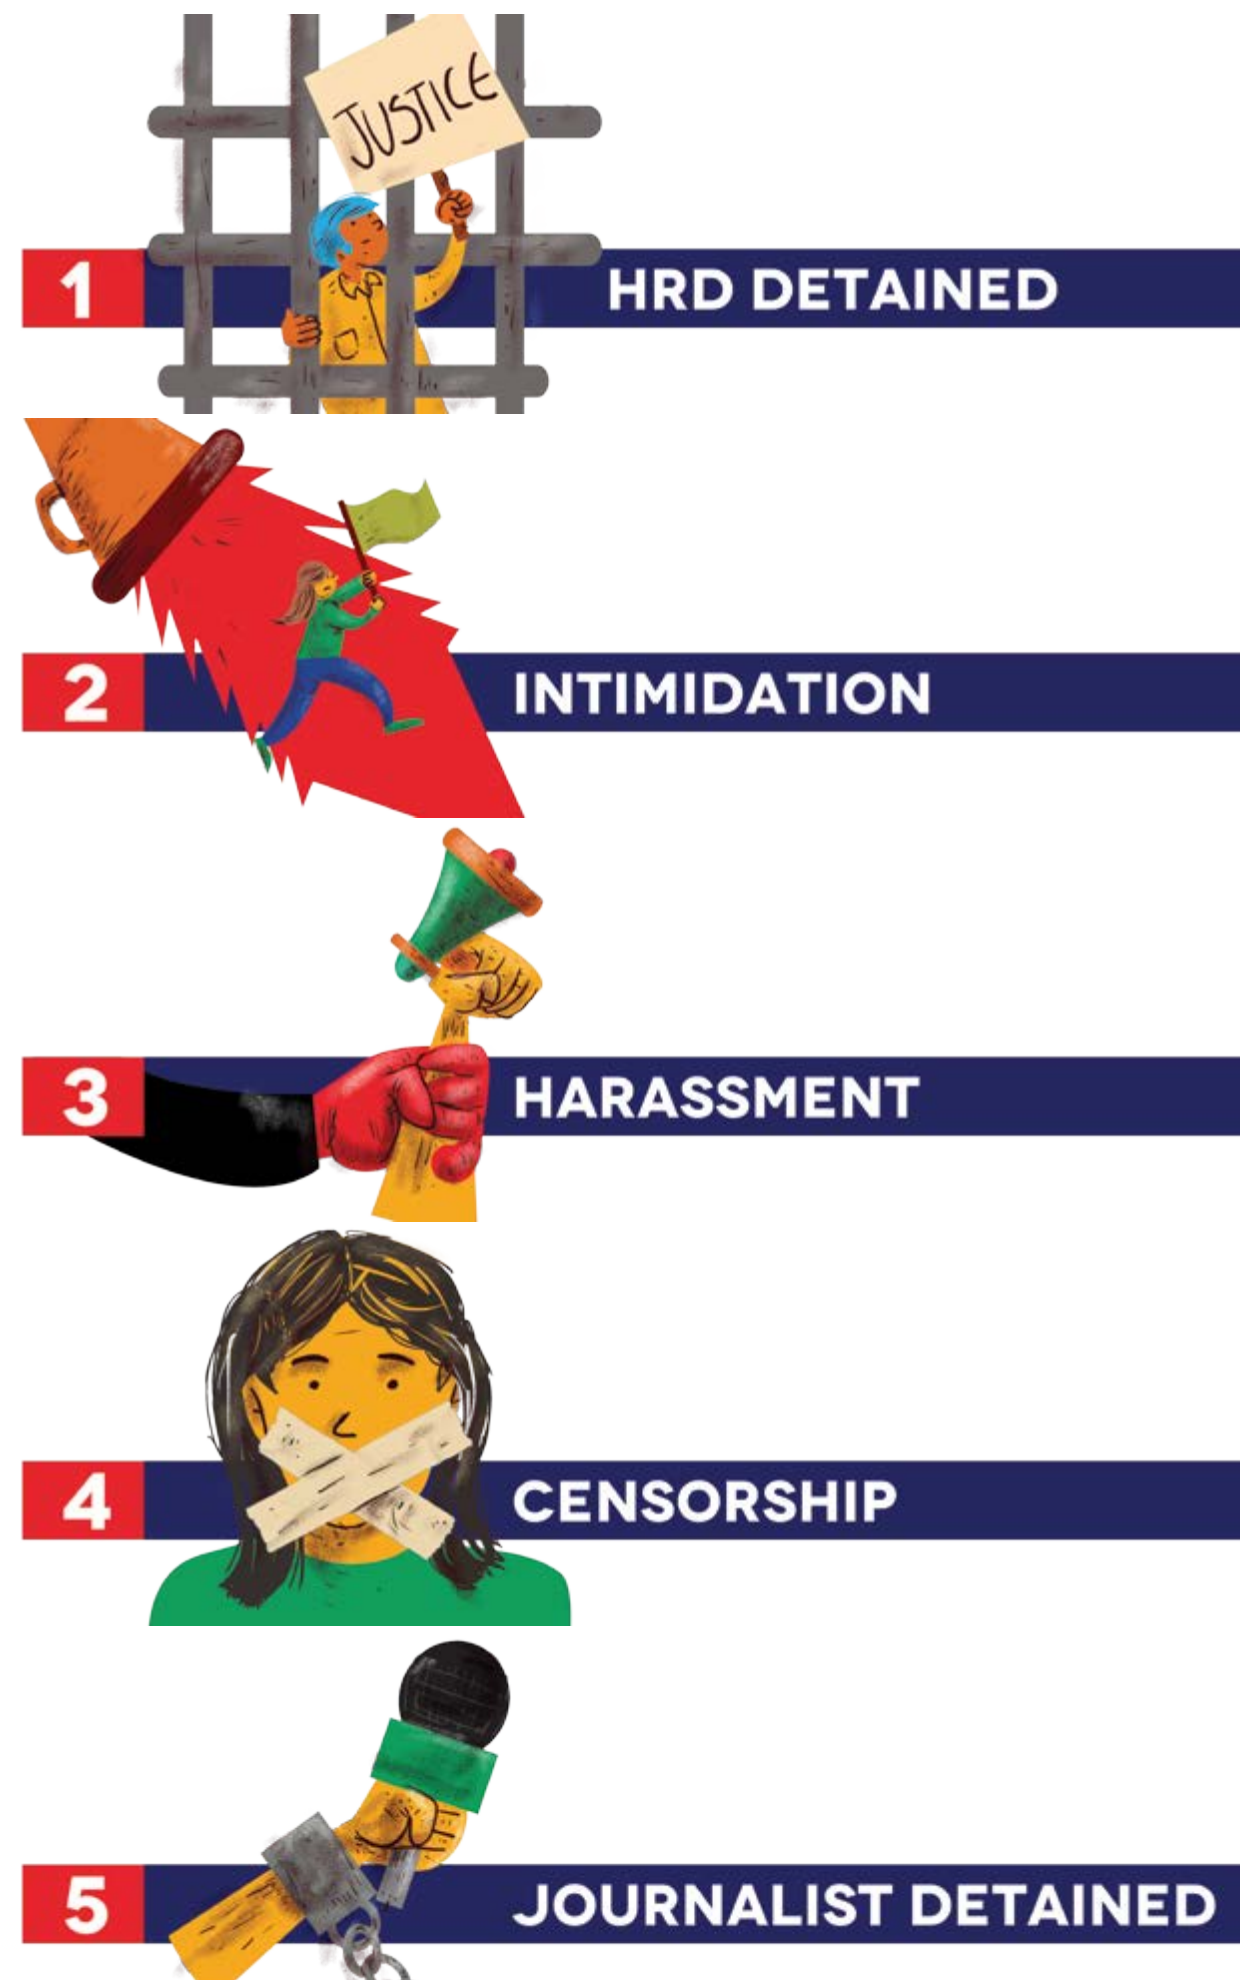 JUSTICE
1 HRD DETAINED
2 INTIMIDATION
3 HARASSMENT
4 CENSORSHIP
5 JOURNALIST DETAINED